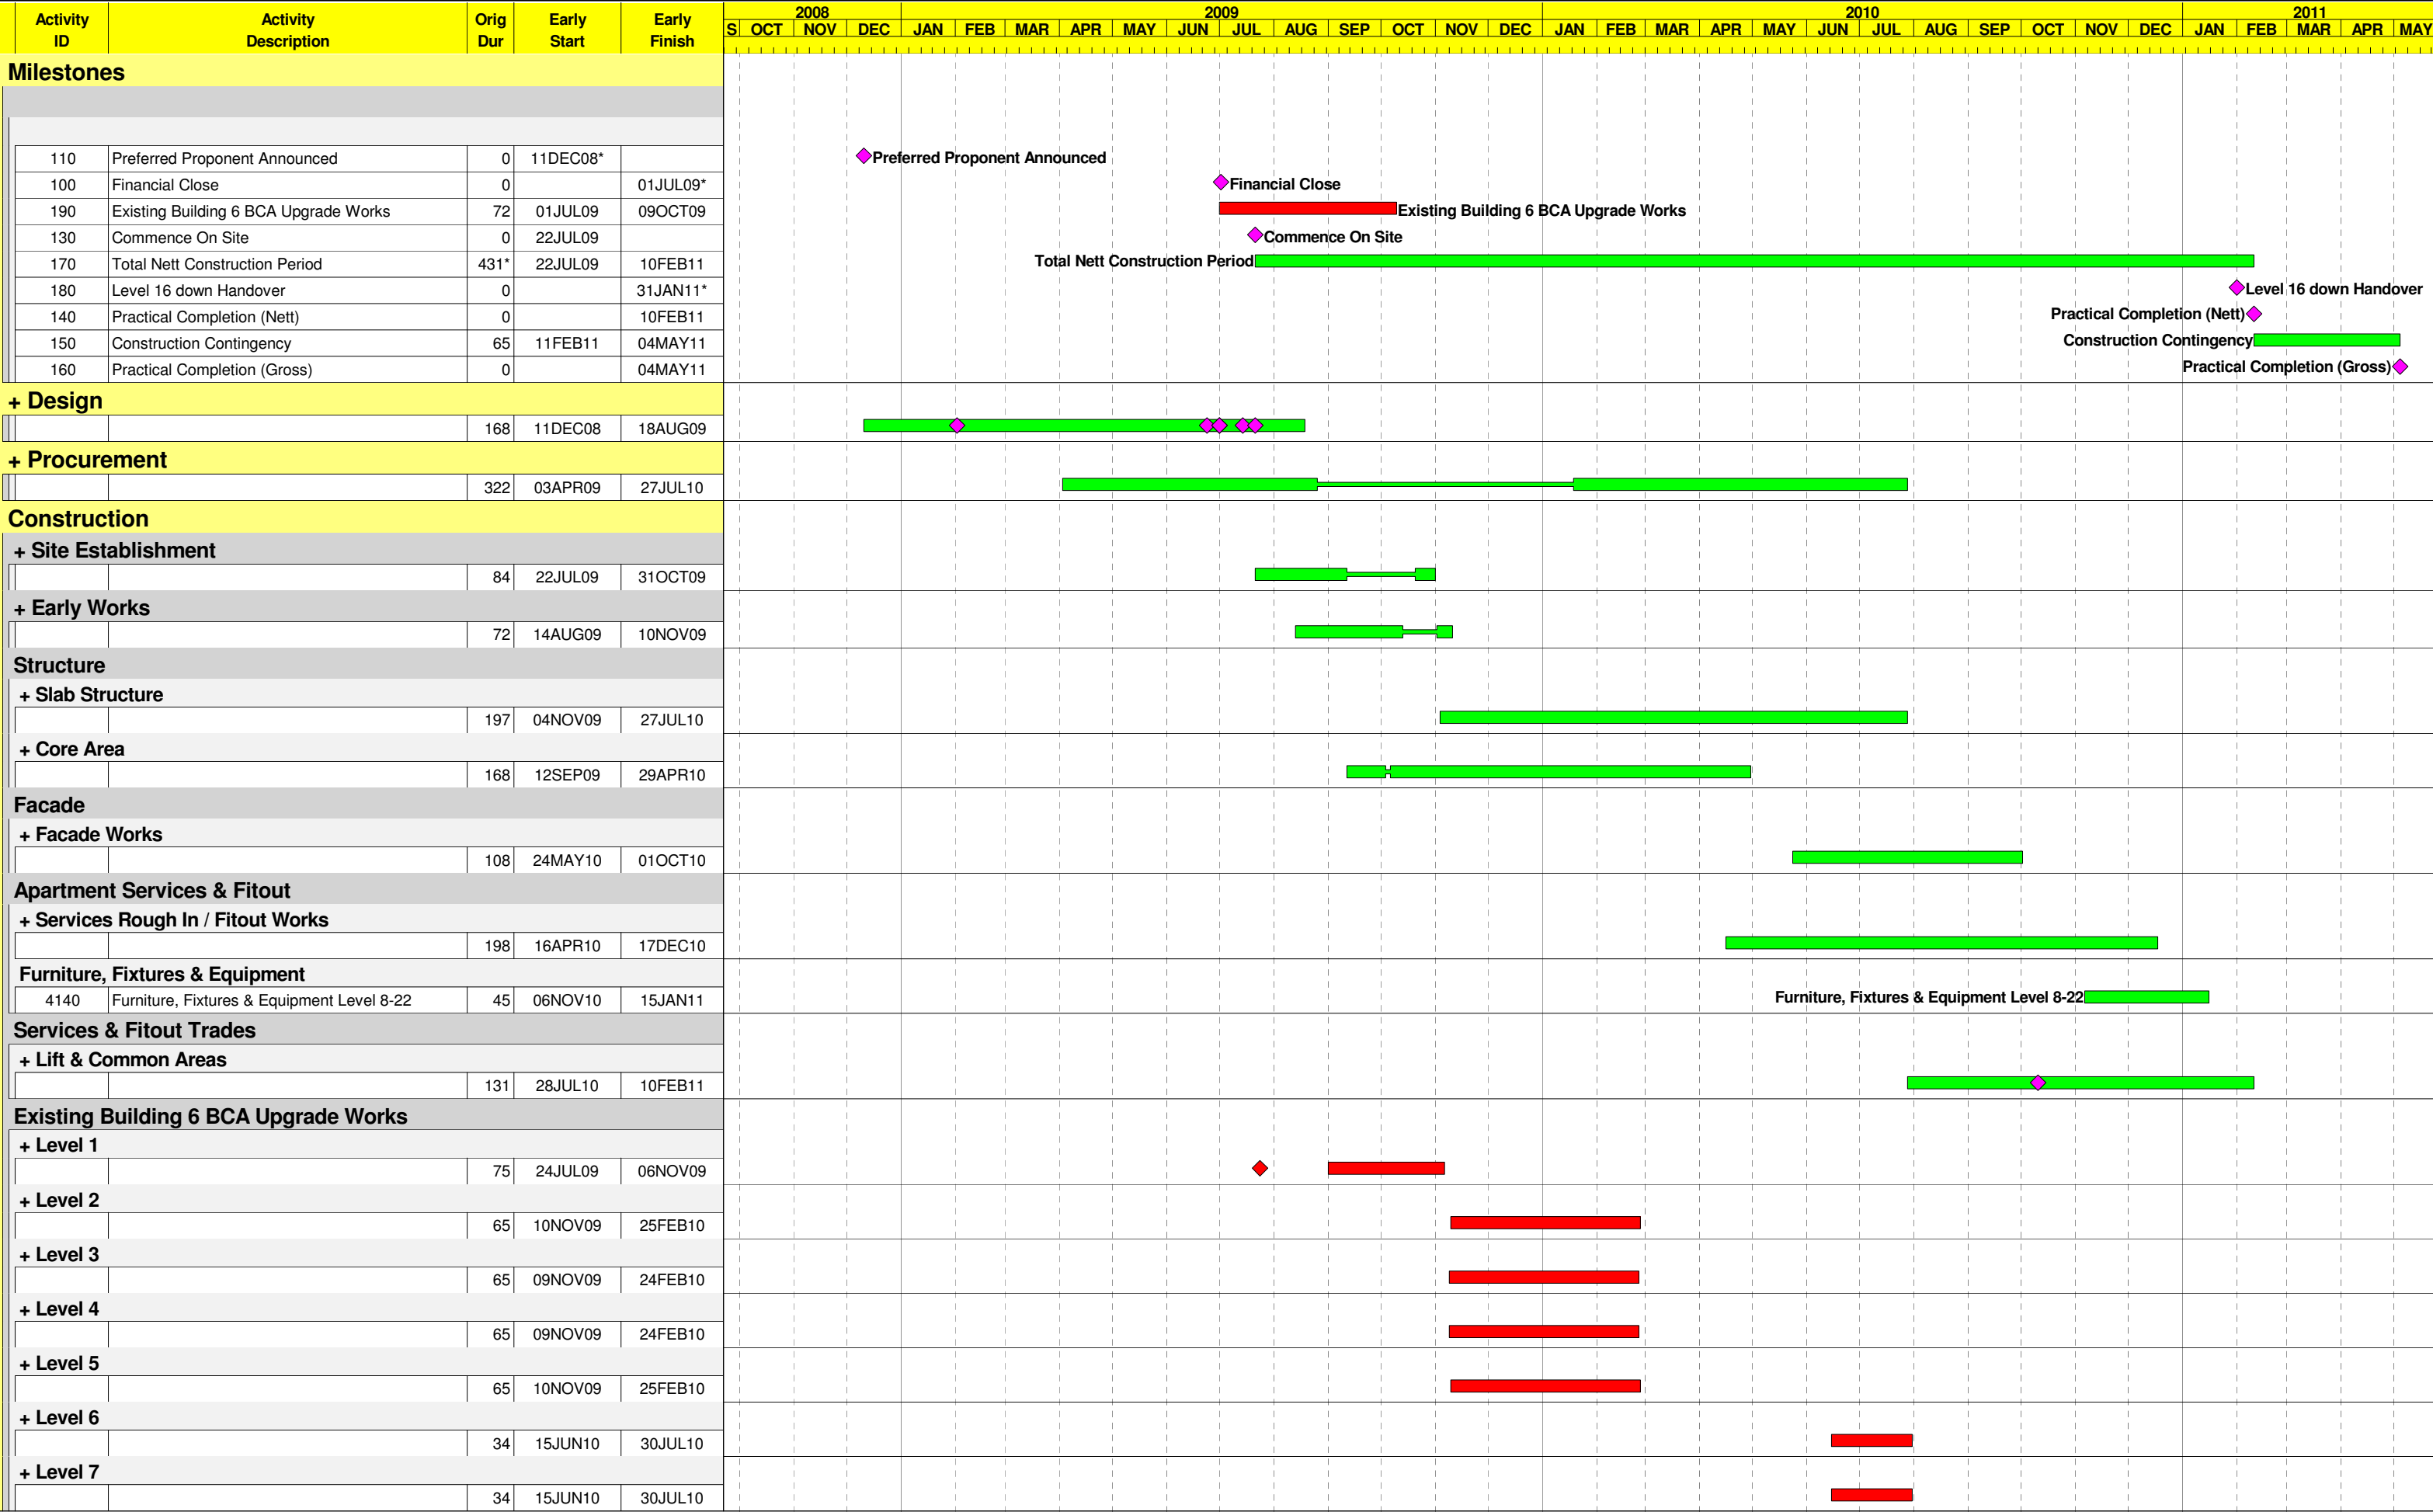 Activity ID Activity Description Orig Dur Early Start Early Finish
2008 2009 2010 2011
S OCT NOV DEC JAN FEB MAR APR MAY JUN JUL AUG SEP OCT NOV DEC JAN FEB MAR APR MAY JUN JUL AUG SEP OCT NOV DEC JAN FEB MAR APR MAY
Milestones
110 Preferred Proponent Announced 0 11DEC08* Preferred Proponent Announced
100 Financial Close 0 01JUL09* Financial Close
190 Existing Building 6 BCA Upgrade Works 72 01JUL09 09OCT09 Existing Building 6 BCA Upgrade Works
130 Commence On Site 0 22JUL09 Commence On Site
170 Total Nett Construction Period 431* 22JUL09 10FEB11 Total Nett Construction Period
180 Level 16 down Handover 0 31JAN11* Level 16 down Handover
140 Practical Completion (Nett) 0 10FEB11 Practical Completion (Nett)
150 Construction Contingency 65 11FEB11 04MAY11 Construction Contingency
160 Practical Completion (Gross) 0 04MAY11 Practical Completion (Gross)
+ Design
168 11DEC08 18AUG09
+ Procurement
322 03APR09 27JUL10
Construction
+ Site Establishment
84 22JUL09 31OCT09
+ Early Works
72 14AUG09 10NOV09
Structure
+ Slab Structure
197 04NOV09 27JUL10
+ Core Area
168 12SEP09 29APR10
Facade
+ Facade Works
108 24MAY10 01OCT10
Apartment Services & Fitout
+ Services Rough In / Fitout Works
198 16APR10 17DEC10
Furniture, Fixtures & Equipment
4140 Furniture, Fixtures & Equipment Level 8-22 45 06NOV10 15JAN11 Furniture, Fixtures & Equipment Level 8-22
Services & Fitout Trades
+ Lift & Common Areas
131 28JUL10 10FEB11
Existing Building 6 BCA Upgrade Works
+ Level 1
75 24JUL09 06NOV09
+ Level 2
65 10NOV09 25FEB10
+ Level 3
65 09NOV09 24FEB10
+ Level 4
65 09NOV09 24FEB10
+ Level 5
65 10NOV09 25FEB10
+ Level 6
34 15JUN10 30JUL10
+ Level 7
34 15JUN10 30JUL10